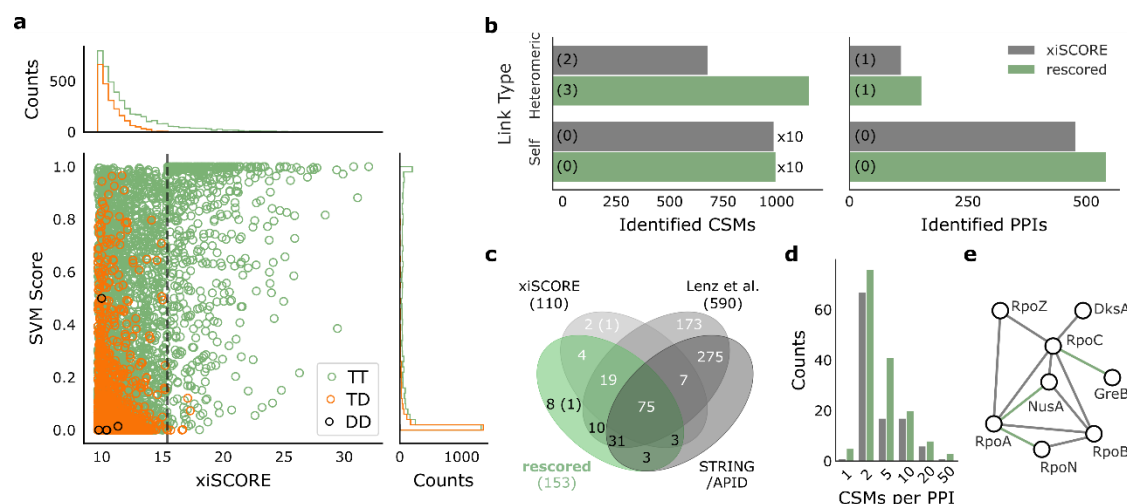 a
Counts
500
0
SVM Score
1.0
0.8
0.6
0.4
0.2
0.0
TT
TD
DD
10
15
20
25
30
xiSCORE
0
1000
Counts
b
Link Type
Heteromeric
Self
(2)
(3)
(0)
x10
(0)
x10
0
250
500
750
1000
Identified CSMs
(1)
(1)
(0)
(0)
xiSCORE
rescored
0
250
500
Identified PPIs
c
xiSCORE
(110)
Lenz et al.
(590)
2 (1)
173
4
275
19
7
8 (1)
75
10
31
3
3
rescored
(153)
STRING
/APID
d
Counts
60
40
20
0
1
2
5
10
20
50
CSMs per PPI
e
RpoZ
DksA
RpoC
GreB
NusA
RpoA
RpoB
RpoN